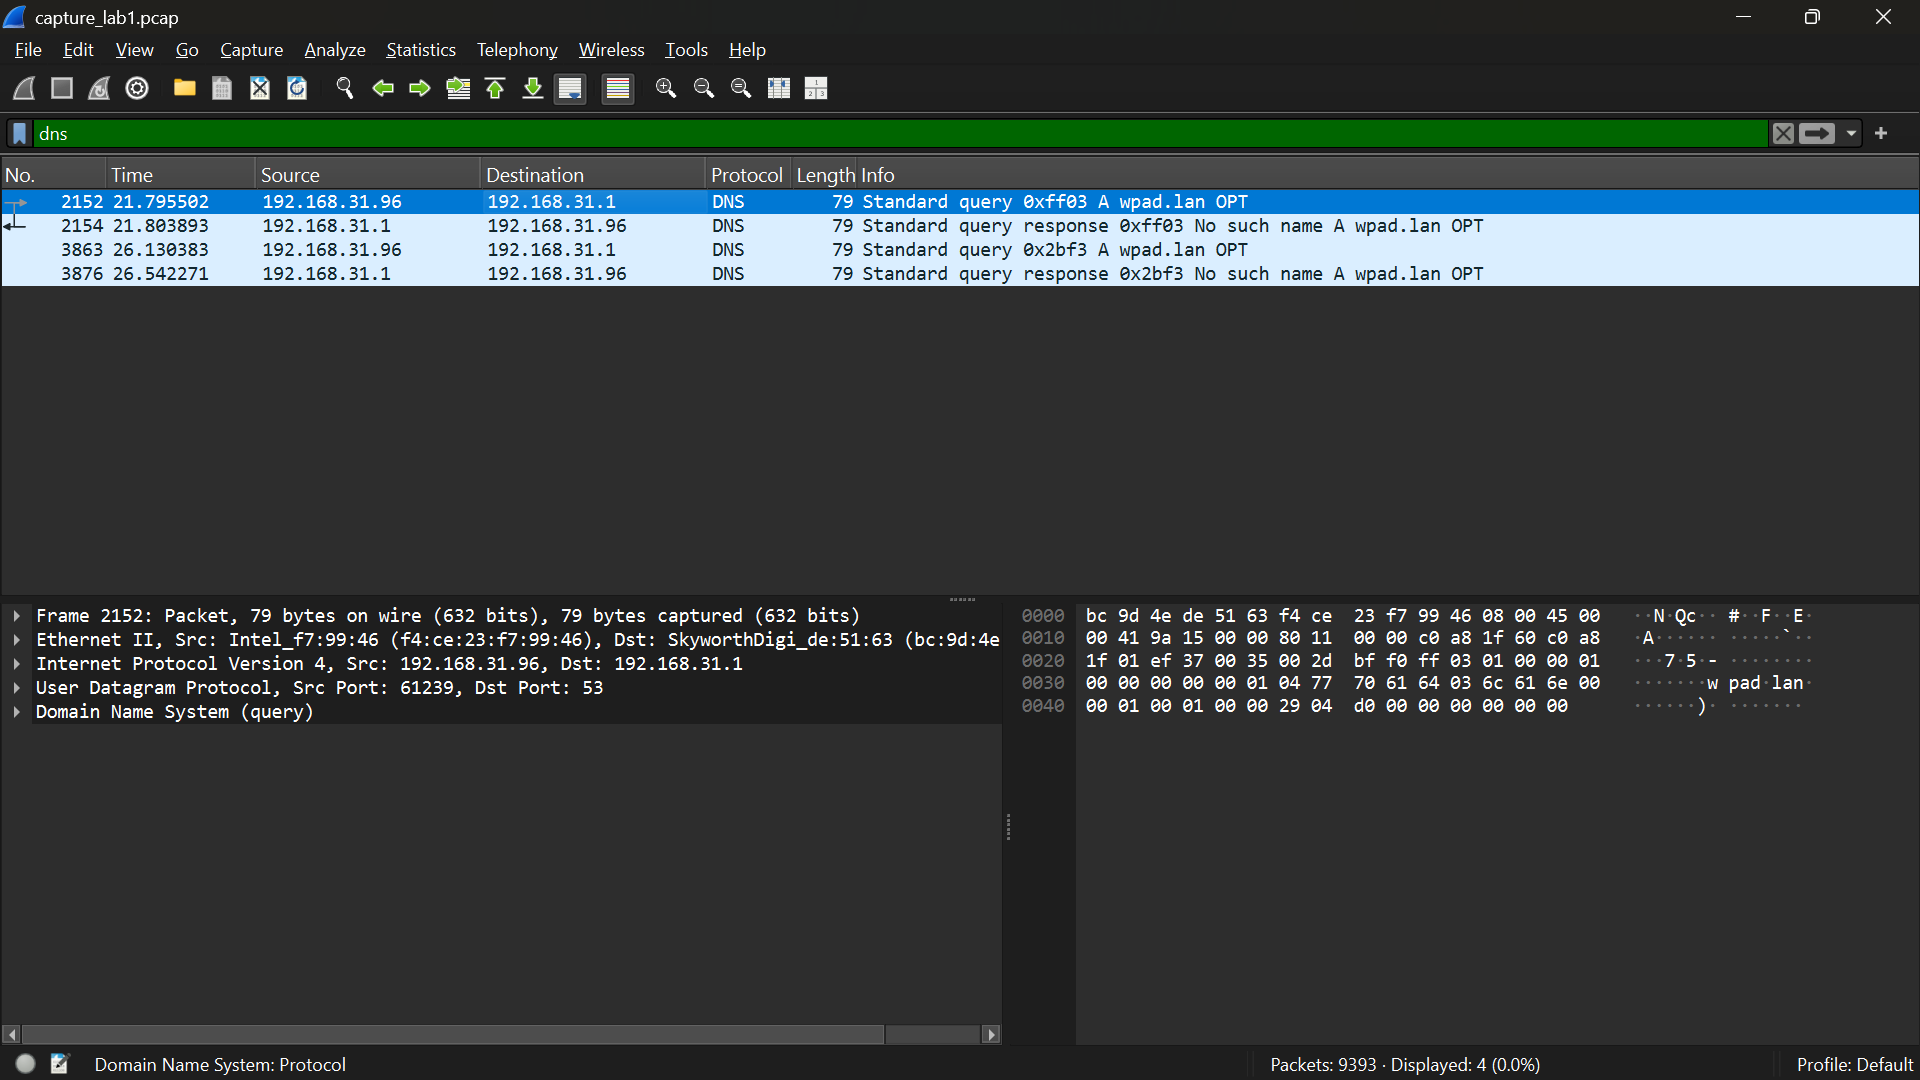 capture_lab1.pcap
File Edit View Go Capture Analyze Statistics Telephony Wireless Tools Help
dns
No. Time Source Destination Protocol Length Info
2152 21.795502 192.168.31.96 192.168.31.1 DNS 79 Standard query 0xff03 A wpad.lan OPT
2154 21.803893 192.168.31.1 192.168.31.96 DNS 79 Standard query response 0xff03 No such name A wpad.lan OPT
3863 26.130383 192.168.31.96 192.168.31.1 DNS 79 Standard query 0x2bf3 A wpad.lan OPT
3876 26.542271 192.168.31.1 192.168.31.96 DNS 79 Standard query response 0x2bf3 No such name A wpad.lan OPT
Frame 2152: Packet, 79 bytes on wire (632 bits), 79 bytes captured (632 bits)
Ethernet II, Src: Intel_f7:99:46 (f4:ce:23:f7:99:46), Dst: SkyworthDigi_de:51:63 (bc:9d:4e
Internet Protocol Version 4, Src: 192.168.31.96, Dst: 192.168.31.1
User Datagram Protocol, Src Port: 61239, Dst Port: 53
Domain Name System (query)
0000 bc 9d 4e de 51 63 f4 ce 23 f7 99 46 08 00 45 00 ··N·Qc·· #··F··E·
0010 00 41 9a 15 00 00 80 11 00 00 c0 a8 1f 60 c0 a8 ·A······ ·····`··
0020 1f 01 ef 37 00 35 00 2d bf f0 ff 03 01 00 00 01 ···7·5·- ········
0030 00 00 00 00 00 01 04 77 70 61 64 03 6c 61 6e 00 ·······w pad·lan·
0040 00 01 00 01 00 00 29 04 d0 00 00 00 00 00 00 ······)· ·······
Domain Name System: Protocol
Packets: 9393 · Displayed: 4 (0.0%)
Profile: Default